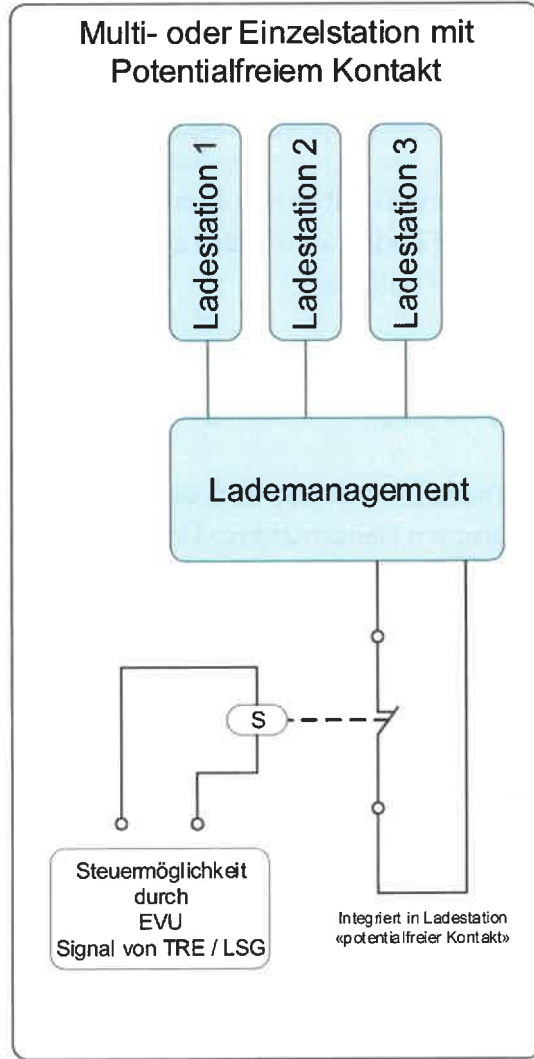 Multi- oder Einzelstation mit
Potentialfreiem Kontakt
Ladestation 1
Ladestation 2
Ladestation 3
Lademanagement
S
Steuermöglichkeit
durch
EVU
Signal von TRE / LSG
Integriert in Ladestation
«potentialfreier Kontakt»